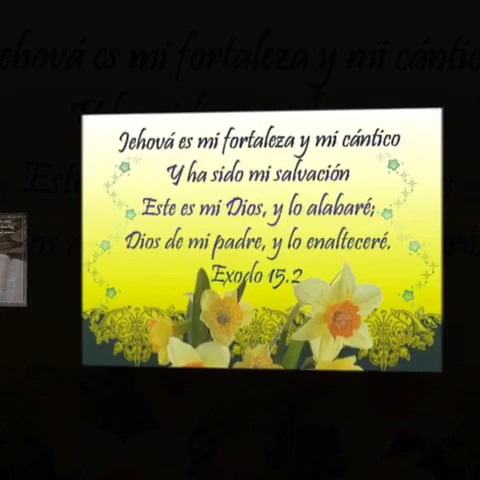 Jehová es mi fortaleza y mi cántico
Y ha sido mi salvación
Este es mi Dios, y lo alabaré;
Dios de mi padre, y lo enalteceré.
Exodo 15.2